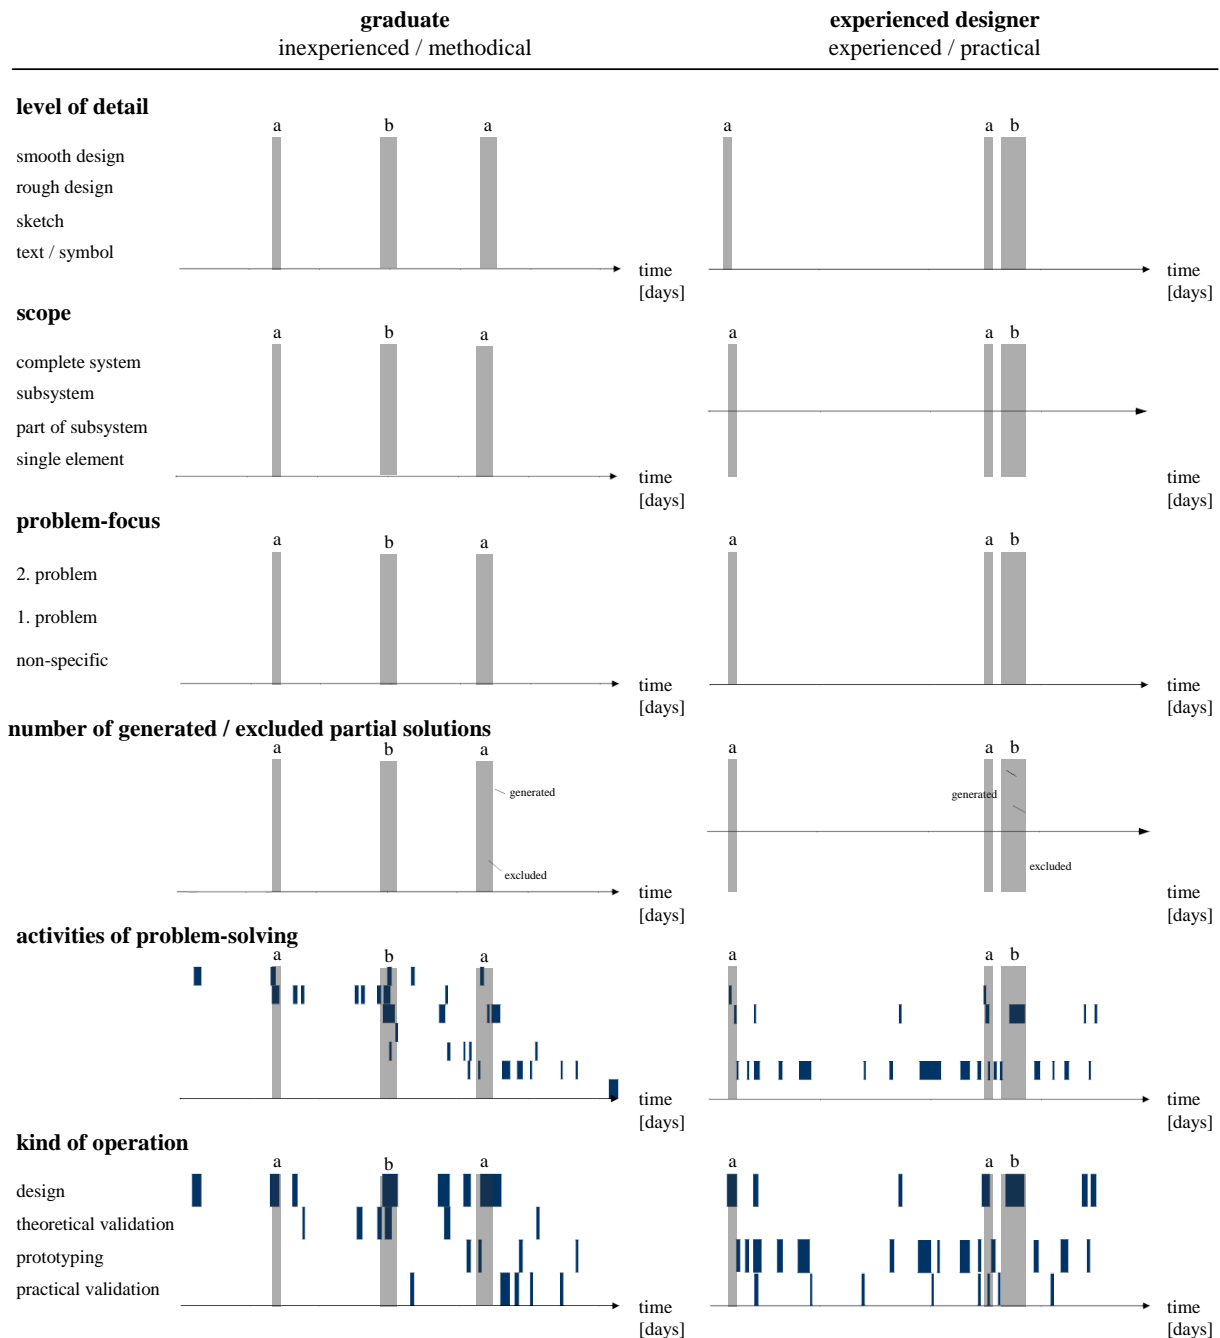 graduate
inexperienced / methodical
experienced designer
experienced / practical
level of detail
a b a
a a b
smooth design
rough design
sketch
text / symbol
time
[days]
time
[days]
scope
a b a
a a b
complete system
subsystem
part of subsystem
single element
time
[days]
time
[days]
problem-focus
a b a
a a b
2. problem
1. problem
non-specific
time
[days]
time
[days]
number of generated / excluded partial solutions
a b a
a a b
generated
excluded
generated
excluded
time
[days]
time
[days]
activities of problem-solving
a b a
a a b
time
[days]
time
[days]
kind of operation
a b a
a a b
design
theoretical validation
prototyping
practical validation
time
[days]
time
[days]